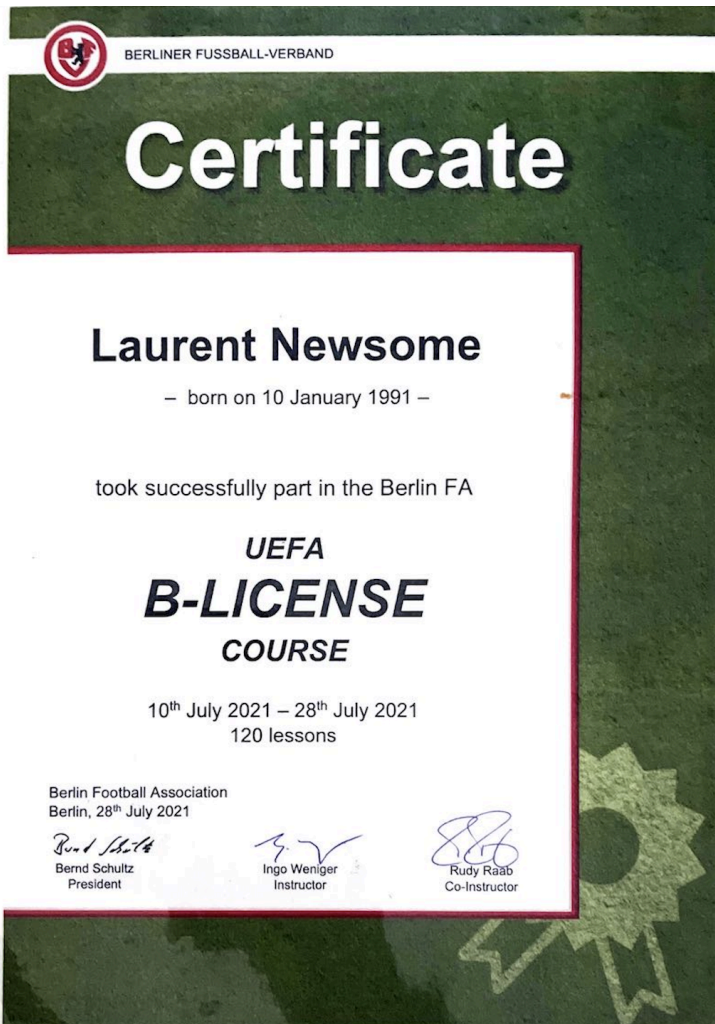 BF
BERLINER FUSSBALL-VERBAND
Certificate
Laurent Newsome
– born on 10 January 1991 –
took successfully part in the Berlin FA
UEFA
B-LICENSE
COURSE
10th July 2021 – 28th July 2021
120 lessons
Berlin Football Association
Berlin, 28th July 2021
Bernd Schultz
Ingo Weniger
Rudy Raab
President
Instructor
Co-Instructor